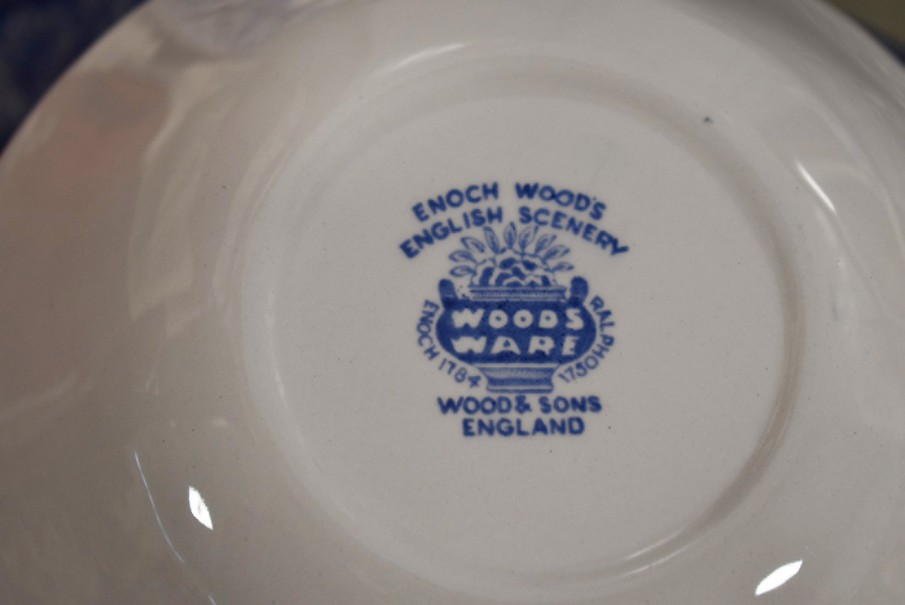 ENOCH WOOD'S
ENGLISH SCENERY
WOODS
WARE
ENOCH 1784
RALPH 1750
WOOD & SONS
ENGLAND